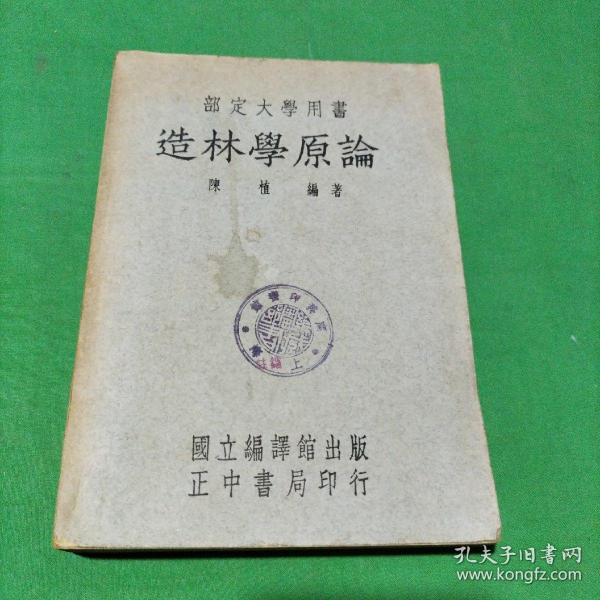 部定大學用書
造林學原論
陳植 編著
國立編譯館出版
正中書局印行
孔夫子旧书网
www.kongfz.com